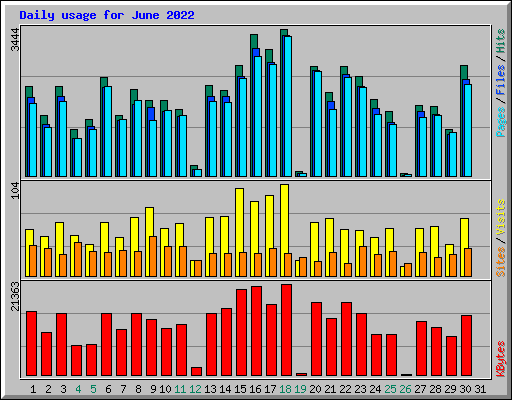 Daily usage for June 2022
3444
Pages / Files / Hits
104
Sites / Visits
21363
KBytes
1 2 3 4 5 6 7 8 9 10 11 12 13 14 15 16 17 18 19 20 21 22 23 24 25 26 27 28 29 30 31